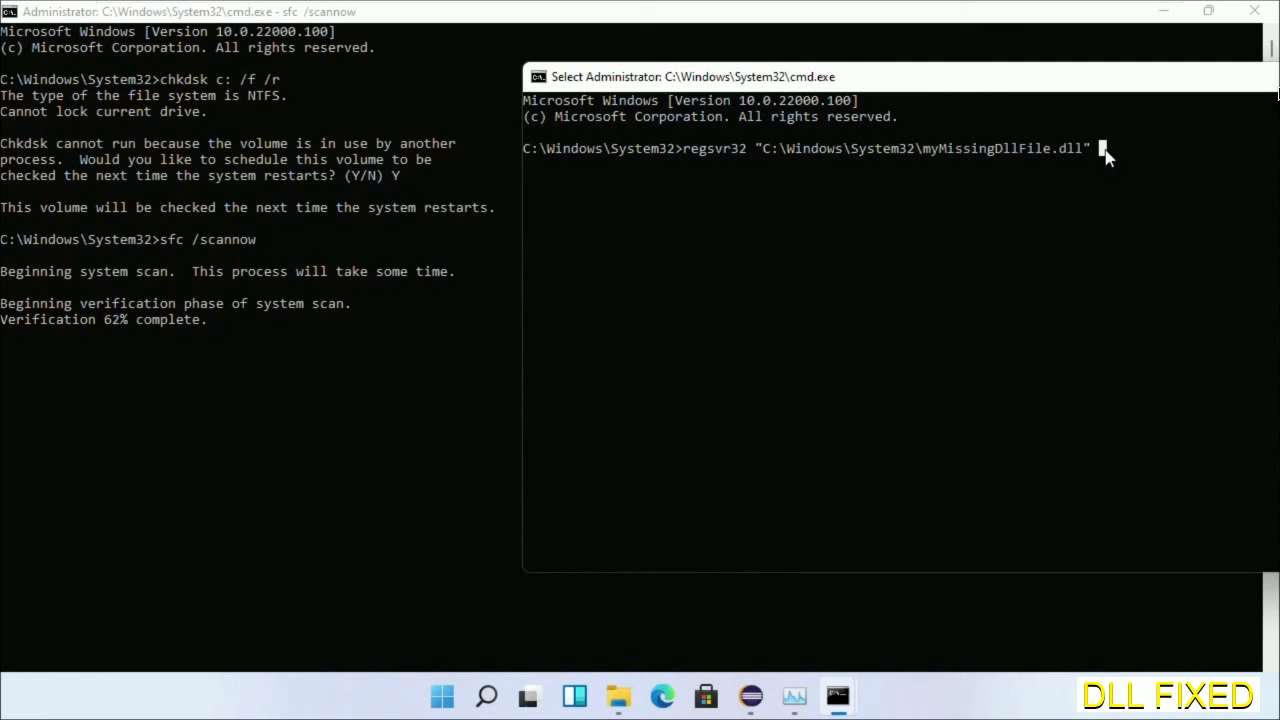 Administrator: C:\Windows\System32\cmd.exe - sfc /scannow
Microsoft Windows [Version 10.0.22000.100]
(c) Microsoft Corporation. All rights reserved.
C:\Windows\System32>chkdsk c: /f /r
The type of the file system is NTFS.
Cannot lock current drive.
Chkdsk cannot run because the volume is in use by another
process.  Would you like to schedule this volume to be
checked the next time the system restarts? (Y/N) Y
This volume will be checked the next time the system restarts.
C:\Windows\System32>sfc /scannow
Beginning system scan.  This process will take some time.
Beginning verification phase of system scan.
Verification 62% complete.
Select Administrator: C:\Windows\System32\cmd.exe
Microsoft Windows [Version 10.0.22000.100]
(c) Microsoft Corporation. All rights reserved.
C:\Windows\System32>regsvr32 "C:\Windows\System32\myMissingDllFile.dll"
DLL FIXED